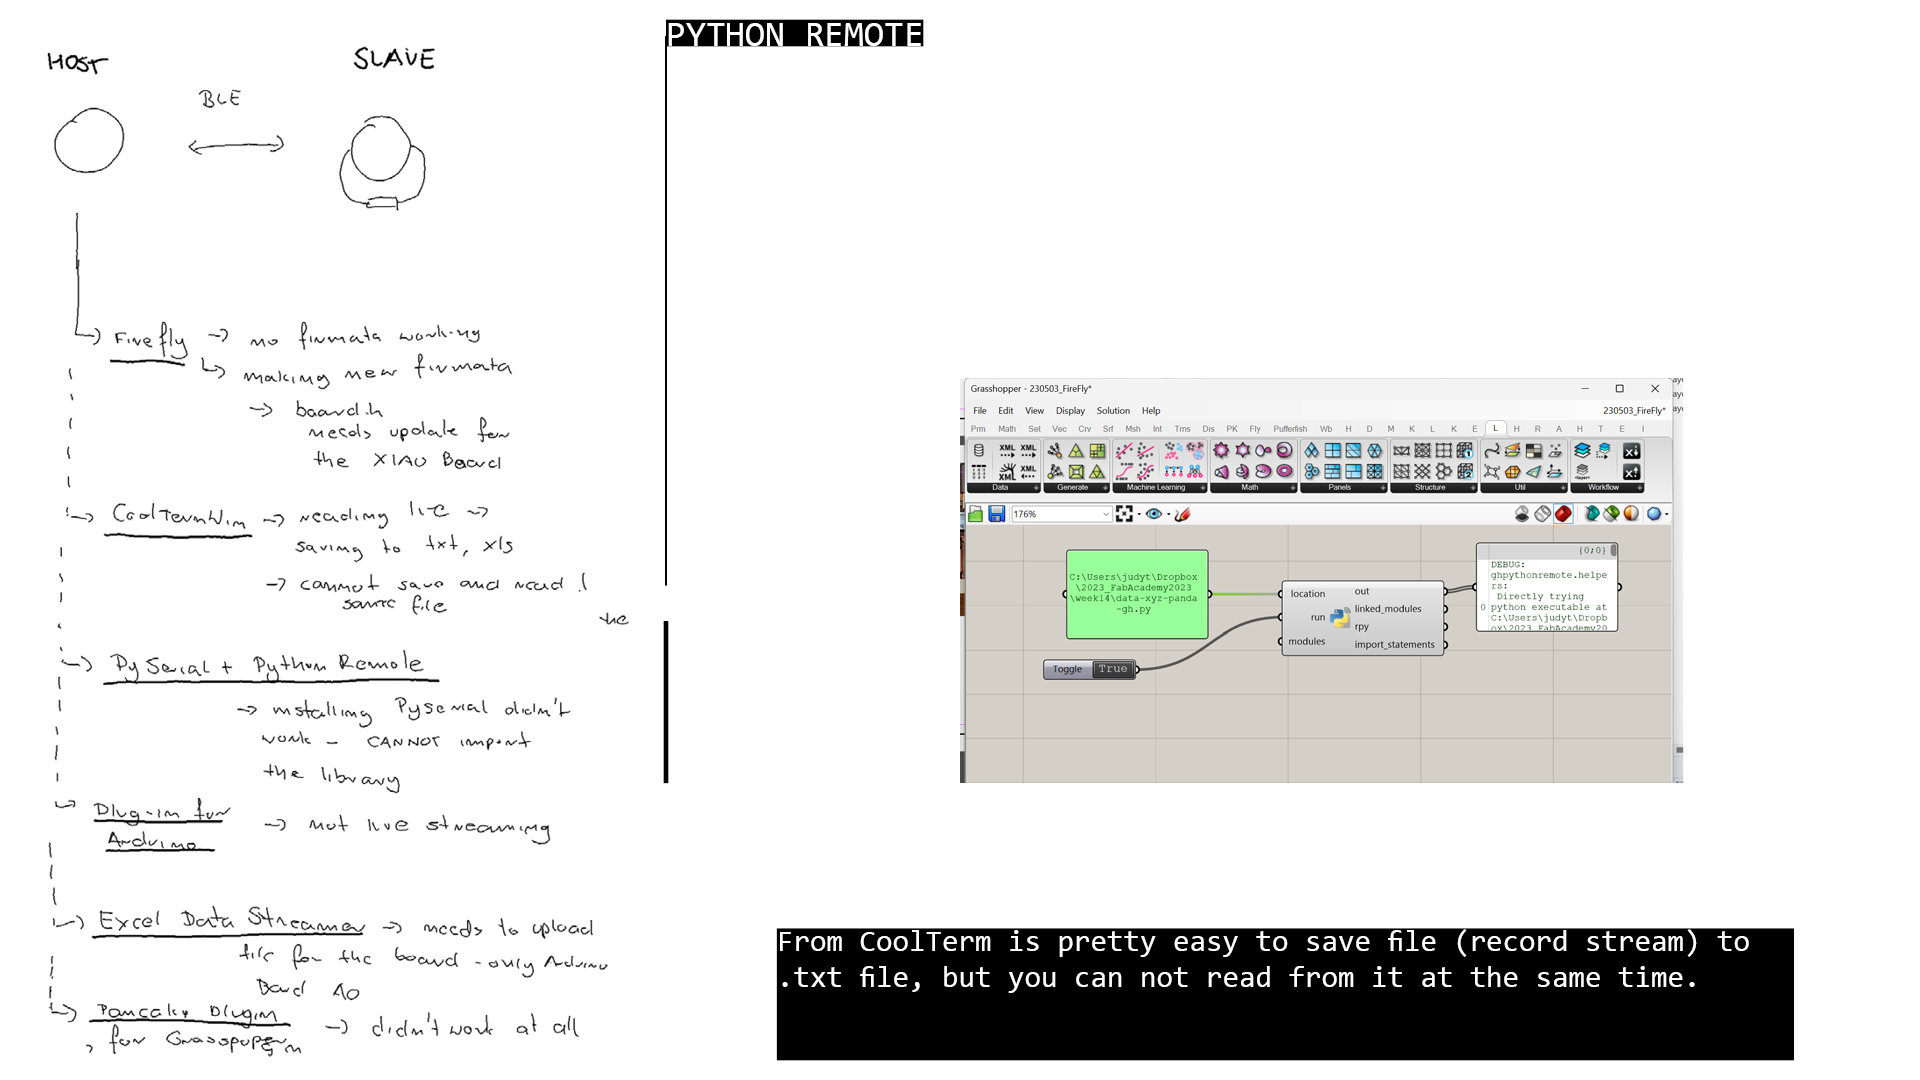 HOST
SLAVE
BLE
Firefly → no firmata working
↳ making new firmata
→ board.h
needs update for
the XIAO Board
CoolTermWin → reading live →
saving to txt, xls
→ cannot save and read !
same file
the
PySerial + Python Remote
→ installing Pyserial didn't
work - CANNOT import
the library
Plug-in for
Arduino → not live streaming
Excel Data Streamer → needs to upload
file for the board - only Arduino
Board
Plugin
for → didn't work at all
PYTHON REMOTE
Grasshopper - 230503_FireFly*
File Edit View Display Solution Help
230503_FireFly*
Prm Math Set Vec Crv Srf Msh Int Trns Dis PK Fly Pufferfish Wb H D M K L K E L H R A H T E I
XML XML
XML XML
Data Generate Machine Learning Math Panels Structure Util Workflow
176%
C:\Users\judyt\Dropbox
\2023_FabAcademy2023
\week14\data-xyz-panda
-gh.py
Toggle True
location
run
modules
out
linked_modules
rpy
import_statements
{0;0}
0
DEBUG:
ghpythonremote.helpe
rs:
Directly trying
python executable at
C:\Users\judyt\Dropb
ox\2023_FabAcademy20
From CoolTerm is pretty easy to save file (record stream) to
.txt file, but you can not read from it at the same time.